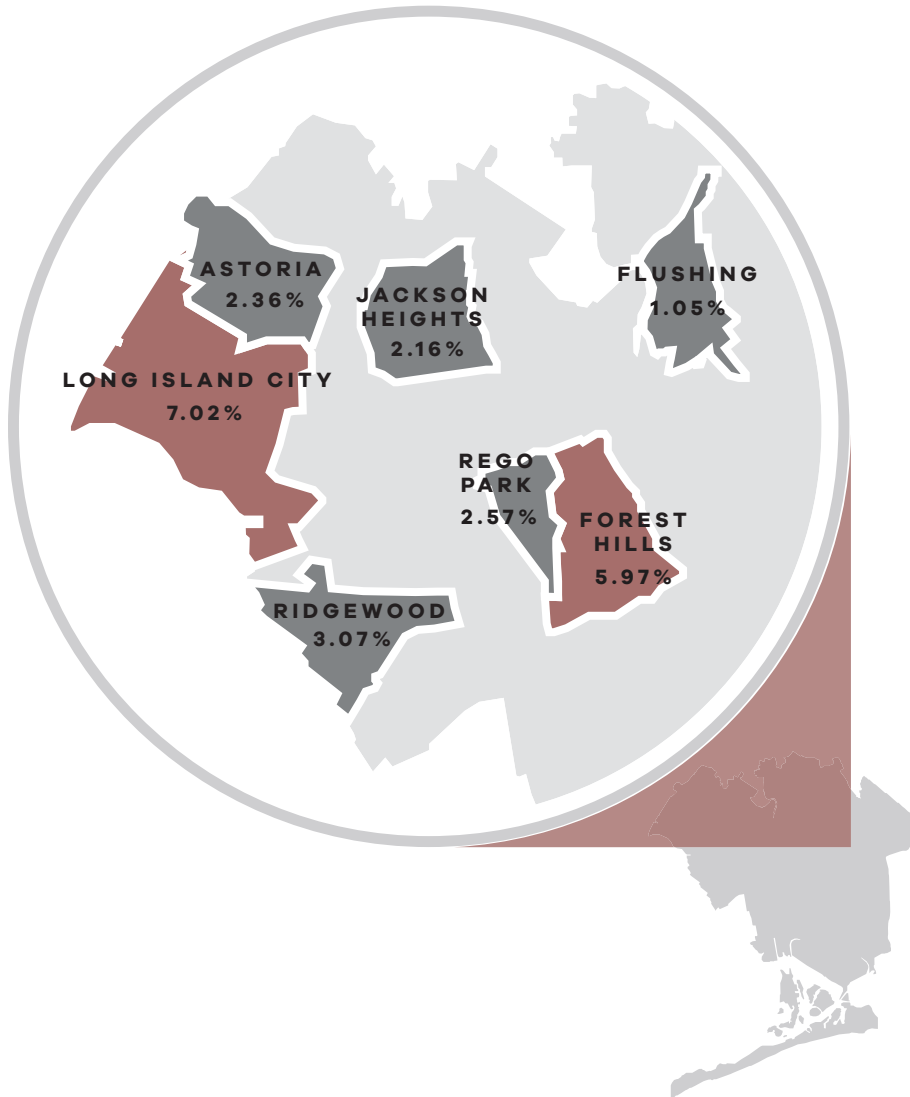 ASTORIA
2.36%
JACKSON
HEIGHTS
2.16%
FLUSHING
1.05%
LONG ISLAND CITY
7.02%
REGO
PARK
2.57%
FOREST
HILLS
5.97%
RIDGEWOOD
3.07%